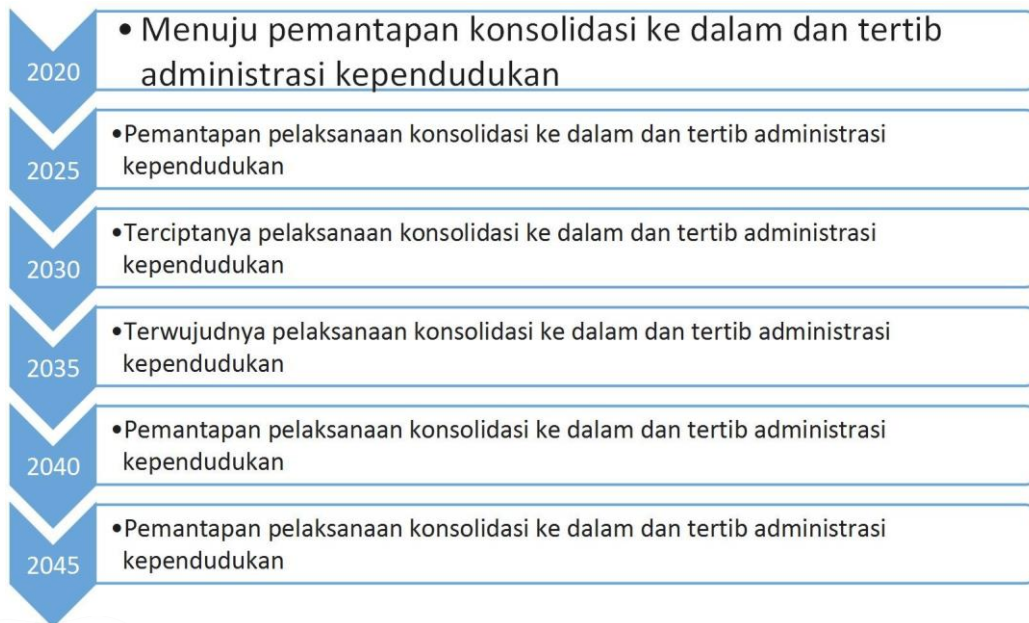 • Menuju pemantapan konsolidasi ke dalam dan tertib
administrasi kependudukan
2020
•Pemantapan pelaksanaan konsolidasi ke dalam dan tertib administrasi
kependudukan
2025
•Terciptanya pelaksanaan konsolidasi ke dalam dan tertib administrasi
kependudukan
2030
•Terwujudnya pelaksanaan konsolidasi ke dalam dan tertib administrasi
kependudukan
2035
•Pemantapan pelaksanaan konsolidasi ke dalam dan tertib administrasi
kependudukan
2040
•Pemantapan pelaksanaan konsolidasi ke dalam dan tertib administrasi
kependudukan
2045